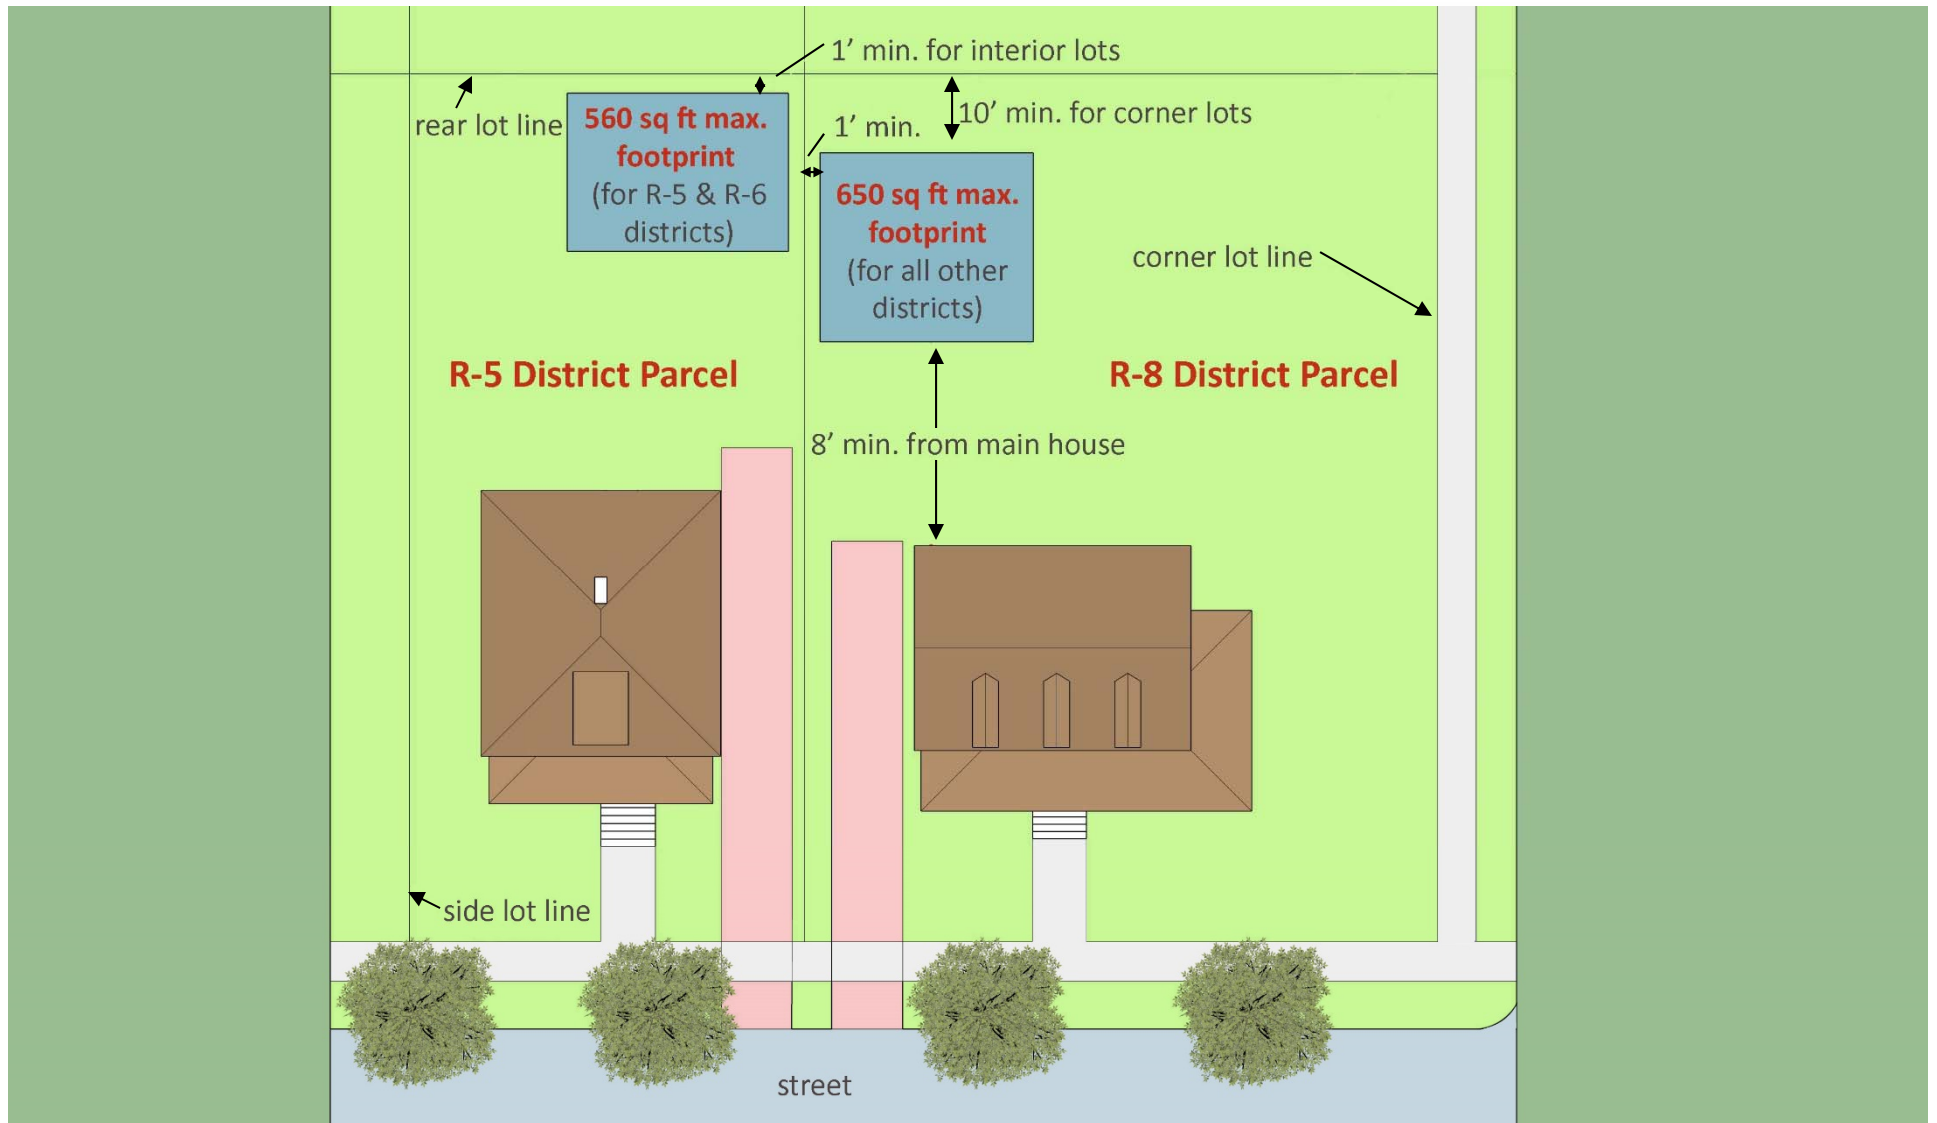 1’ min. for interior lots
rear lot line
560 sq ft max.
footprint
(for R-5 & R-6
districts)
10’ min. for corner lots
1’ min.
650 sq ft max.
footprint
(for all other
districts)
corner lot line
R-5 District Parcel
R-8 District Parcel
8’ min. from main house
side lot line
street